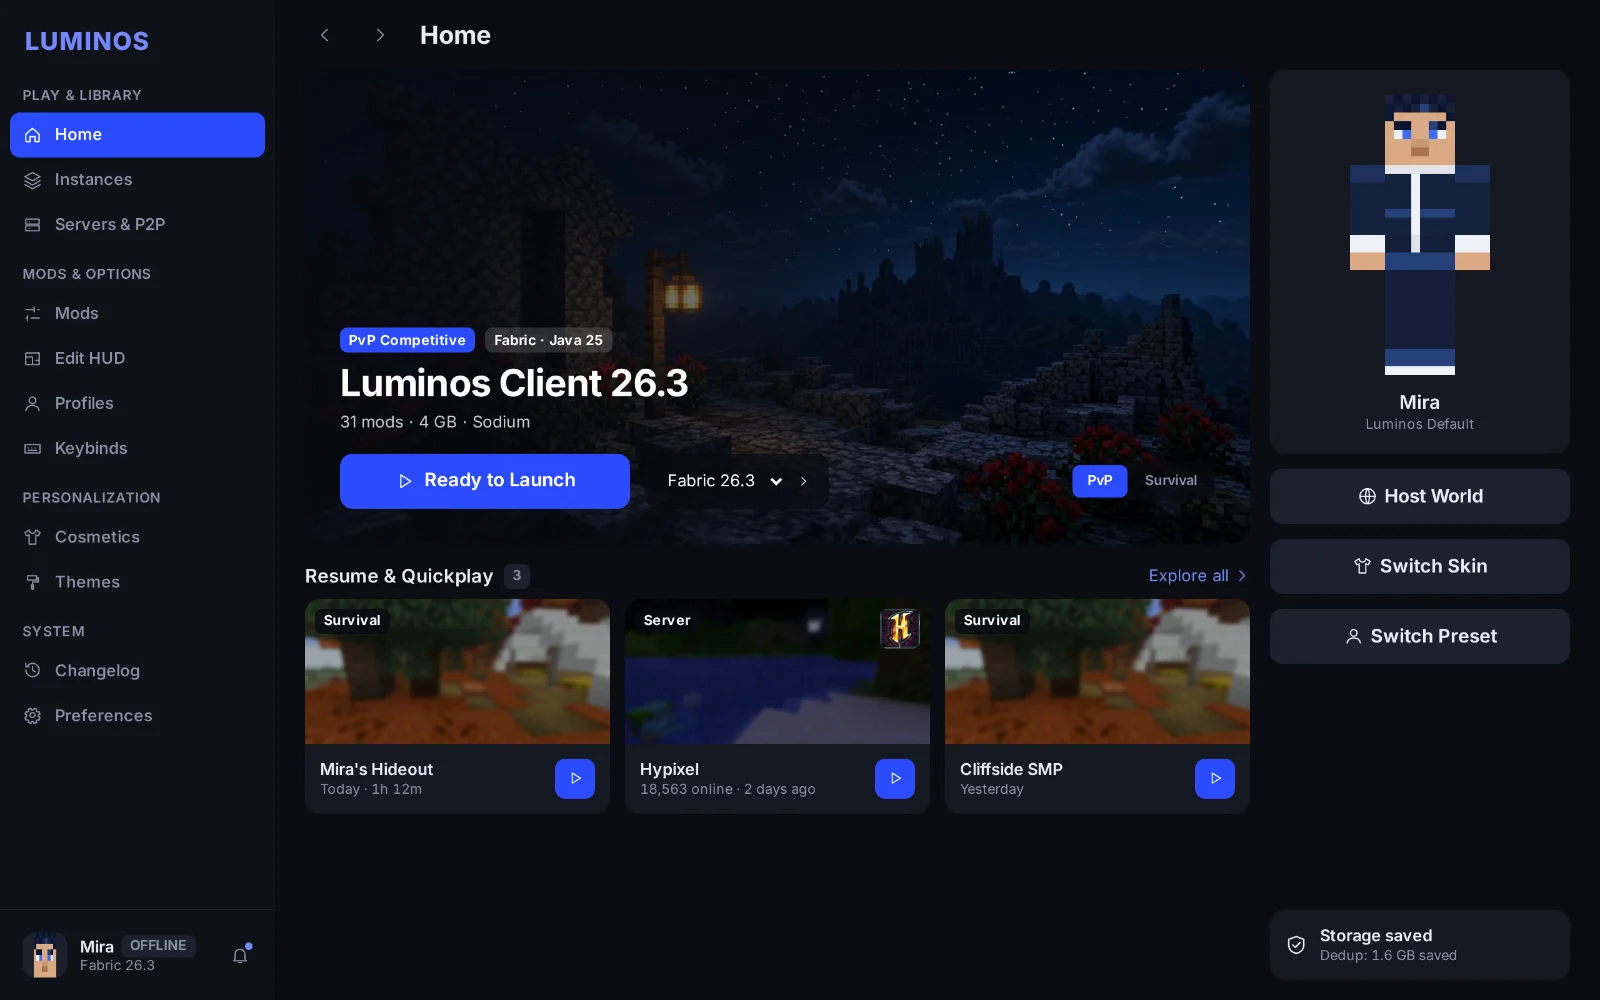 LUMINOS
PLAY & LIBRARY
Home
Instances
Servers & P2P
MODS & OPTIONS
Mods
Edit HUD
Profiles
Keybinds
PERSONALIZATION
Cosmetics
Themes
SYSTEM
Changelog
Preferences
Mira OFFLINE
Fabric 26.3
Home
PvP Competitive Fabric · Java 25
Luminos Client 26.3
31 mods · 4 GB · Sodium
Ready to Launch Fabric 26.3 PvP Survival
Resume & Quickplay 3 Explore all
Survival
Mira's Hideout
Today · 1h 12m
Server
H
Hypixel
18,563 online · 2 days ago
Survival
Cliffside SMP
Yesterday
Mira
Luminos Default
Host World
Switch Skin
Switch Preset
Storage saved
Dedup: 1.6 GB saved